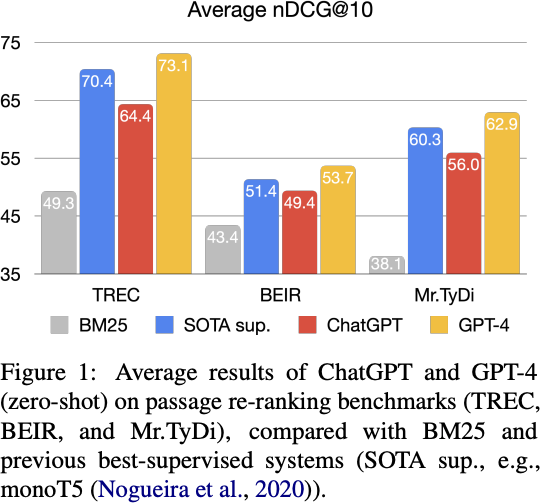 Average nDCG@10
75
65
55
45
35
49.3
70.4
64.4
73.1
43.4
51.4
49.4
53.7
38.1
60.3
56.0
62.9
TREC BEIR Mr.TyDi
BM25 SOTA sup. ChatGPT GPT-4
Figure 1: Average results of ChatGPT and GPT-4
(zero-shot) on passage re-ranking benchmarks (TREC,
BEIR, and Mr.TyDi), compared with BM25 and
previous best-supervised systems (SOTA sup., e.g.,
monoT5 (Nogueira et al., 2020)).